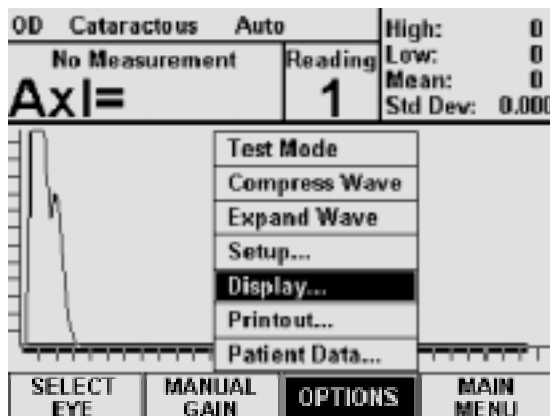 OD Cataractous Auto
No Measurement
Axl=
Reading
1
High: 0
Low: 0
Mean: 0
Std Dev: 0.000
Test Mode
Compress Wave
Expand Wave
Setup...
Display...
Printout...
Patient Data...
SELECT
EYE
MANUAL
GAIN
OPTIONS
MAIN
MENU